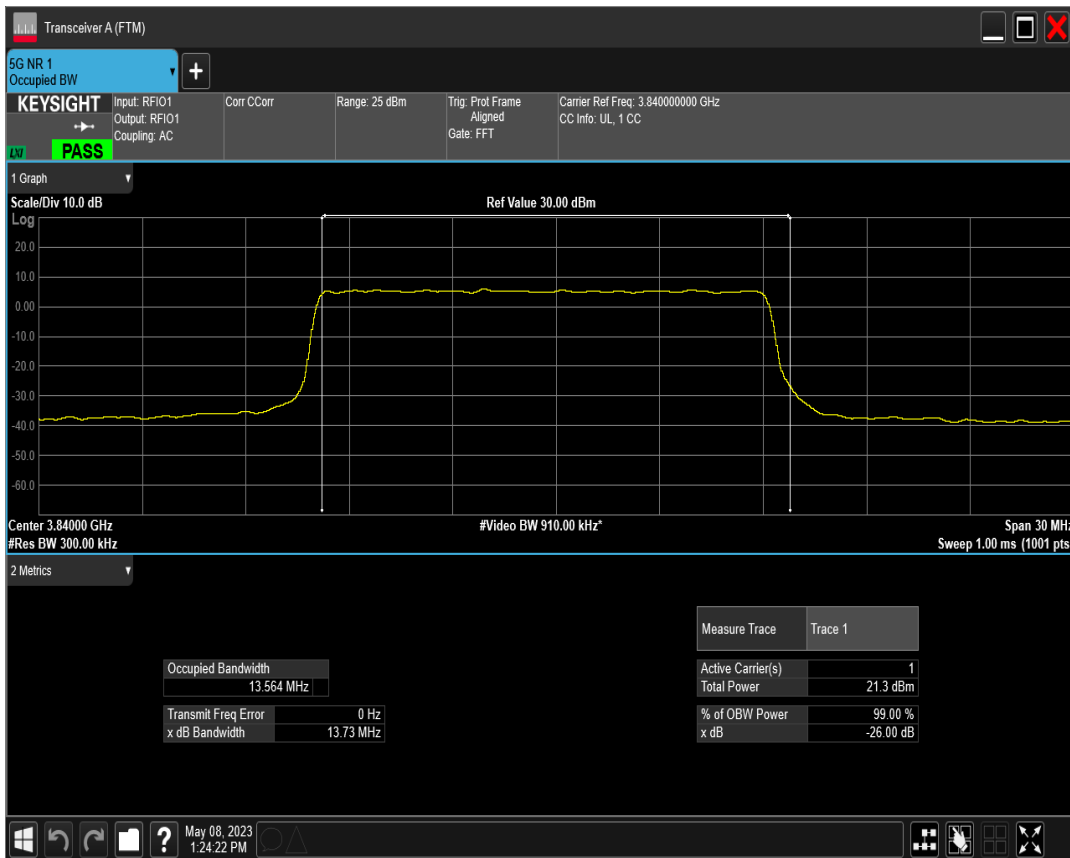 Transceiver A (FTM)
5G NR 1
Occupied BW
+
KEYSIGHT
LXI
PASS
Input: RFIO1
Output: RFIO1
Coupling: AC
Corr CCorr
Range: 25 dBm
Trig: Prot Frame
Aligned
Gate: FFT
Carrier Ref Freq: 3.840000000 GHz
CC Info: UL, 1 CC
1 Graph
Scale/Div 10.0 dB
Ref Value 30.00 dBm
Log
20.0
10.0
0.00
-10.0
-20.0
-30.0
-40.0
-50.0
-60.0
Center 3.84000 GHz
#Video BW 910.00 kHz*
Span 30 MHz
#Res BW 300.00 kHz
Sweep 1.00 ms (1001 pts
2 Metrics
Measure Trace Trace 1
Occupied Bandwidth
13.564 MHz
Active Carrier(s) 1
Total Power 21.3 dBm
Transmit Freq Error 0 Hz
x dB Bandwidth 13.73 MHz
% of OBW Power 99.00 %
x dB -26.00 dB
?
May 08, 2023
1:24:22 PM